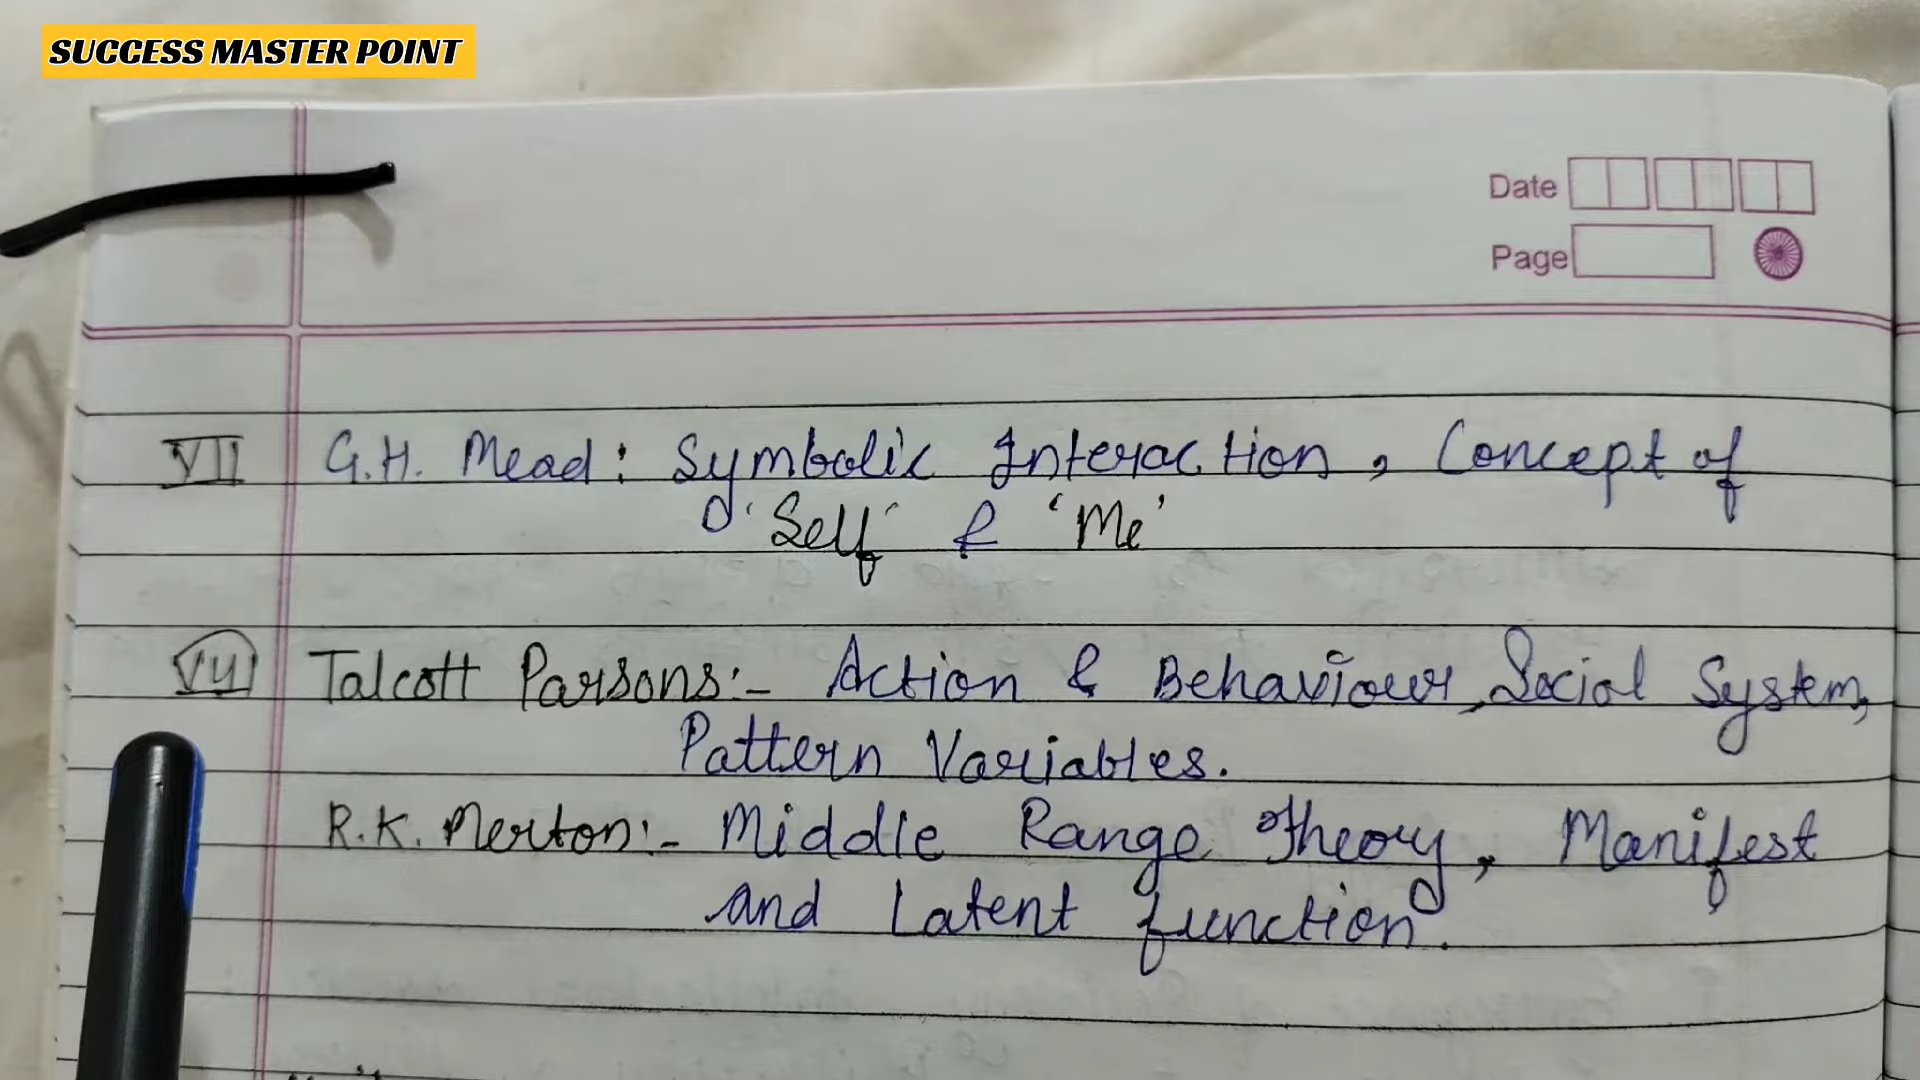 SUCCESS MASTER POINT
Date
Page
VII G.H. Mead: Symbolic Interaction, Concept of
'Self' & 'Me'
Talcott Parsons:- Action & Behaviour, Social System,
Pattern Variables.
R.K. Merton:- Middle Range Theory, Manifest
and Latent function.